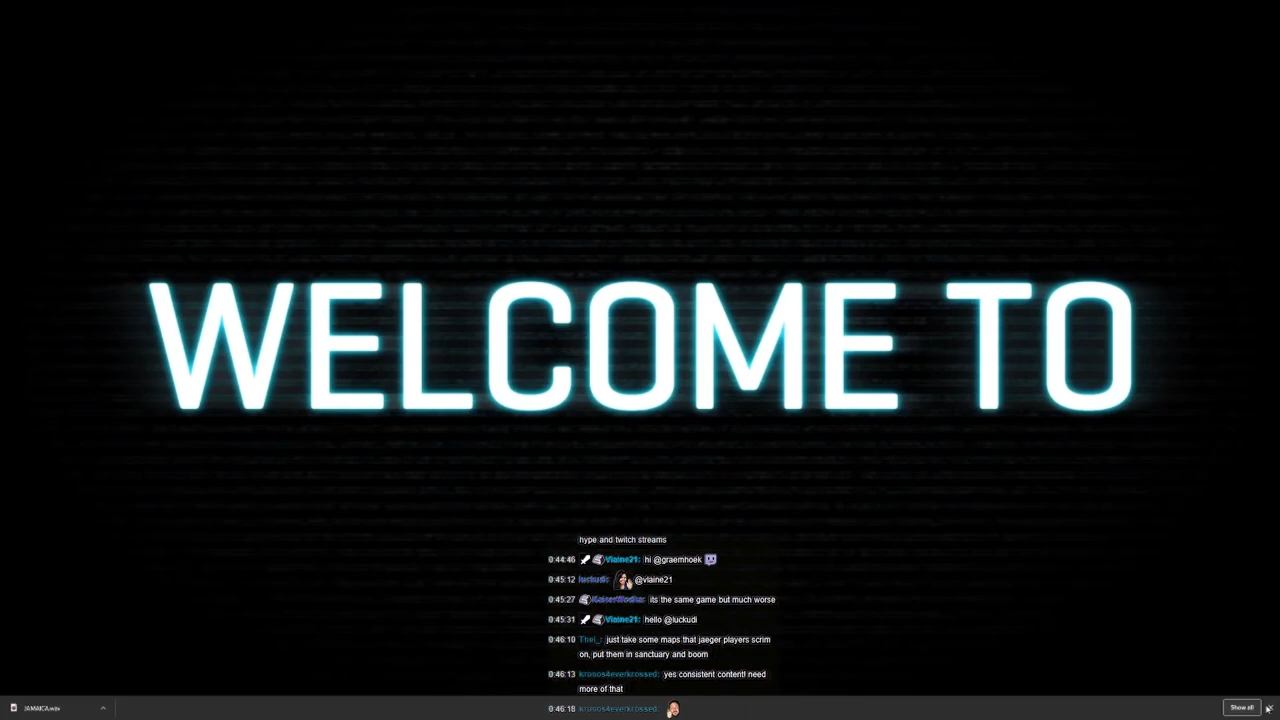 WELCOME TO
hype and twitch streams
0:44:46 Vlaine21: hi @graemhoek
0:45:12 luckudi: @vlaine21
0:45:27 its the same game but much worse
0:45:31 Vlaine21: hello @luckudi
0:46:10 Thei_: just take some maps that jaeger players scrim
on, put them in sanctuary and boom
0:46:13 kronos4everkrossed: yes consistent content! need
more of that
0:46:18 kronos4everkrossed:
JAMAICA.wav
Show all